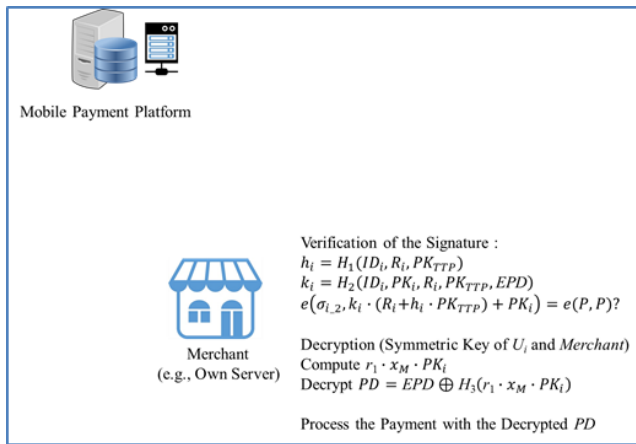 Mobile Payment Platform
Verification of the Signature :
h_i = H_1(ID_i, R_i, PK_TTP)
k_i = H_2(ID_i, PK_i, R_i, PK_TTP, EPD)
e(σ_i_2, k_i · (R_i+h_i · PK_TTP) + PK_i) = e(P, P)?
Decryption (Symmetric Key of U_i and Merchant)
Compute r_1 · x_M · PK_i
Decrypt PD = EPD ⊕ H_3(r_1 · x_M · PK_i)
Process the Payment with the Decrypted PD
Merchant
(e.g., Own Server)